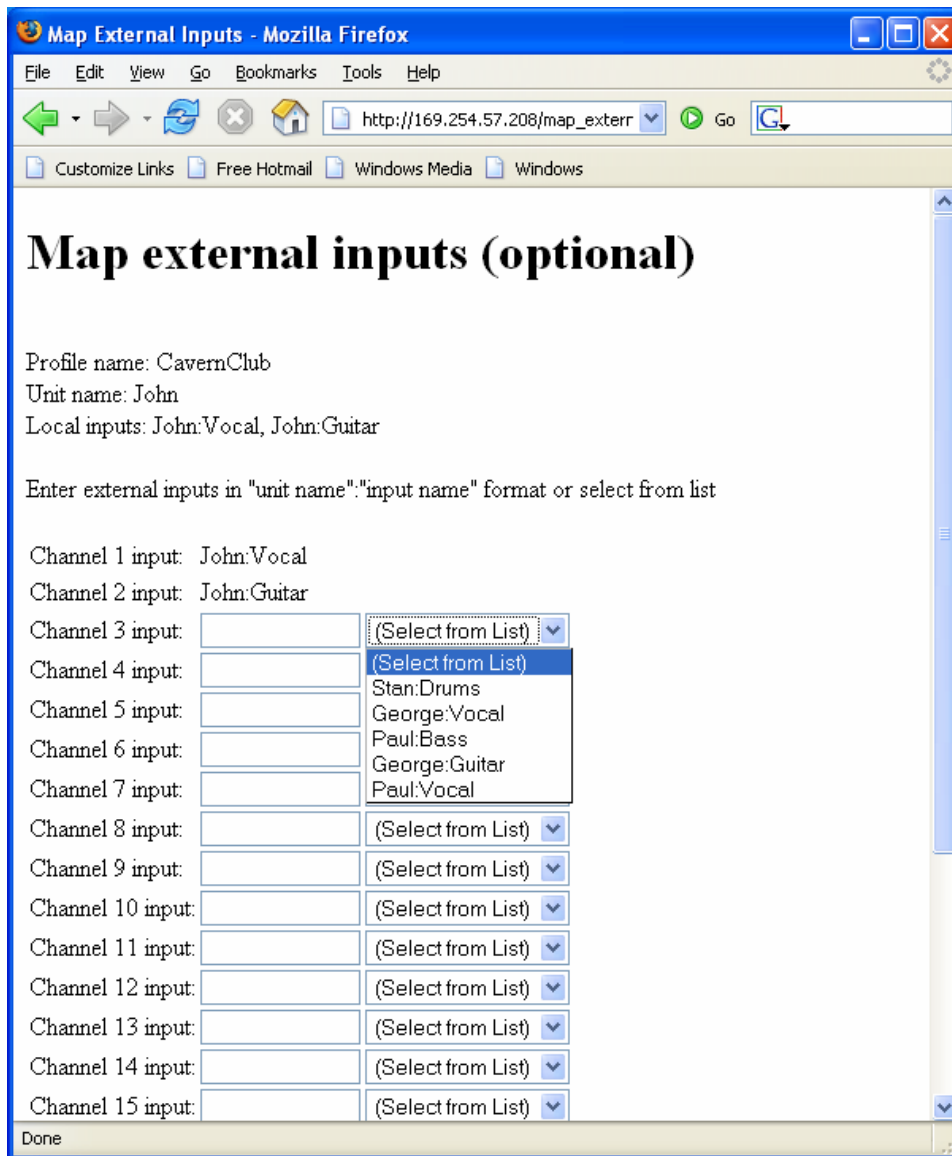 Map External Inputs - Mozilla Firefox
File Edit View Go Bookmarks Tools Help
http://169.254.57.208/map_extern Go G
Customize Links Free Hotmail Windows Media Windows
Map external inputs (optional)
Profile name: CavernClub
Unit name: John
Local inputs: John:Vocal, John:Guitar
Enter external inputs in "unit name":"input name" format or select from list
Channel 1 input: John:Vocal
Channel 2 input: John:Guitar
Channel 3 input: (Select from List)
(Select from List)
Channel 4 input:
Stan:Drums
Channel 5 input: George:Vocal
Paul:Bass
Channel 6 input:
George:Guitar
Channel 7 input: Paul:Vocal
Channel 8 input: (Select from List)
Channel 9 input: (Select from List)
Channel 10 input: (Select from List)
Channel 11 input: (Select from List)
Channel 12 input: (Select from List)
Channel 13 input: (Select from List)
Channel 14 input: (Select from List)
Channel 15 input: (Select from List)
Done